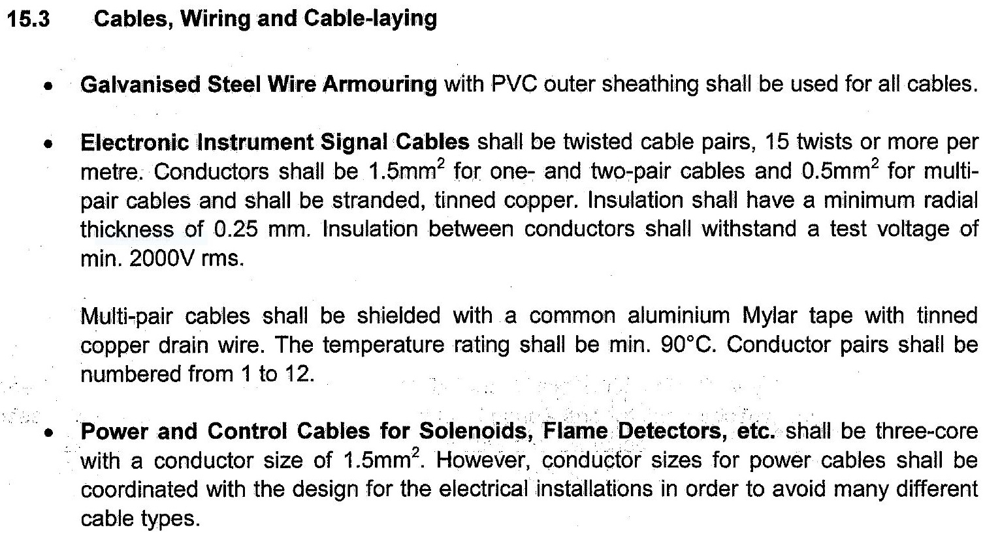 15.3 Cables, Wiring and Cable-laying
• Galvanised Steel Wire Armouring with PVC outer sheathing shall be used for all cables.
• Electronic Instrument Signal Cables shall be twisted cable pairs, 15 twists or more per
metre. Conductors shall be 1.5mm² for one- and two-pair cables and 0.5mm² for multi-
pair cables and shall be stranded, tinned copper. Insulation shall have a minimum radial
thickness of 0.25 mm. Insulation between conductors shall withstand a test voltage of
min. 2000V rms.
Multi-pair cables shall be shielded with a common aluminium Mylar tape with tinned
copper drain wire. The temperature rating shall be min. 90°C. Conductor pairs shall be
numbered from 1 to 12.
• Power and Control Cables for Solenoids, Flame Detectors, etc. shall be three-core
with a conductor size of 1.5mm². However, conductor sizes for power cables shall be
coordinated with the design for the electrical installations in order to avoid many different
cable types.